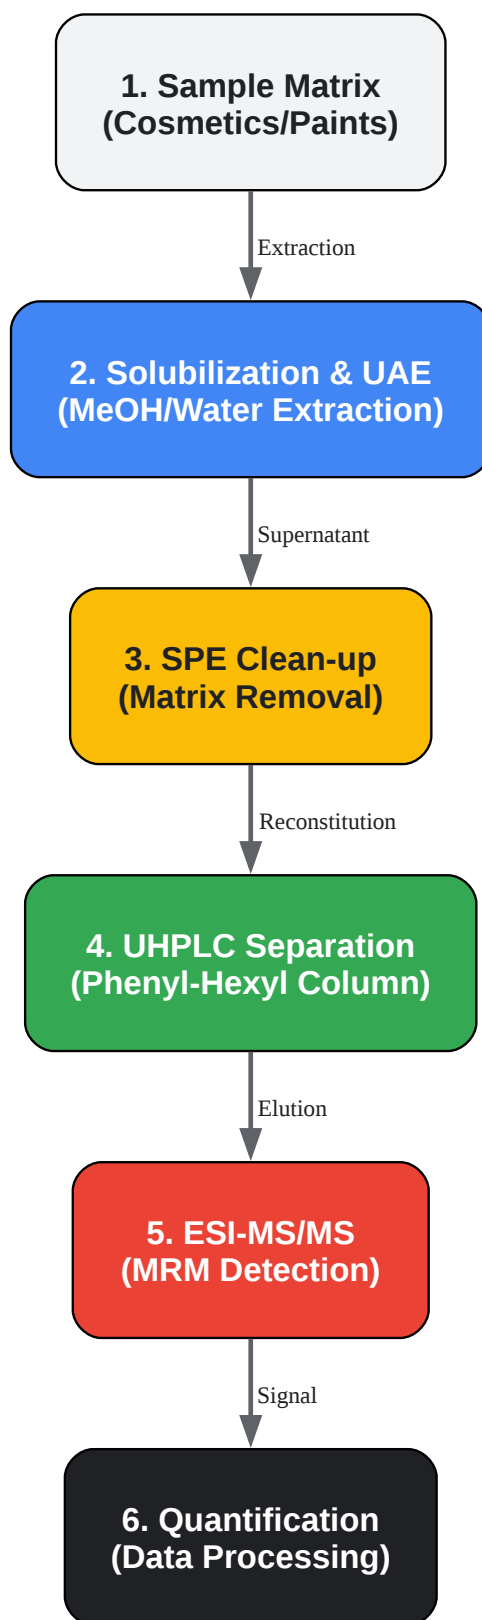 1. Sample Matrix
(Cosmetics/Paints)
Extraction
2. Solubilization & UAE
(MeOH/Water Extraction)
Supernatant
3. SPE Clean-up
(Matrix Removal)
Reconstitution
4. UHPLC Separation
(Phenyl-Hexyl Column)
Elution
5. ESI-MS/MS
(MRM Detection)
Signal
6. Quantification
(Data Processing)